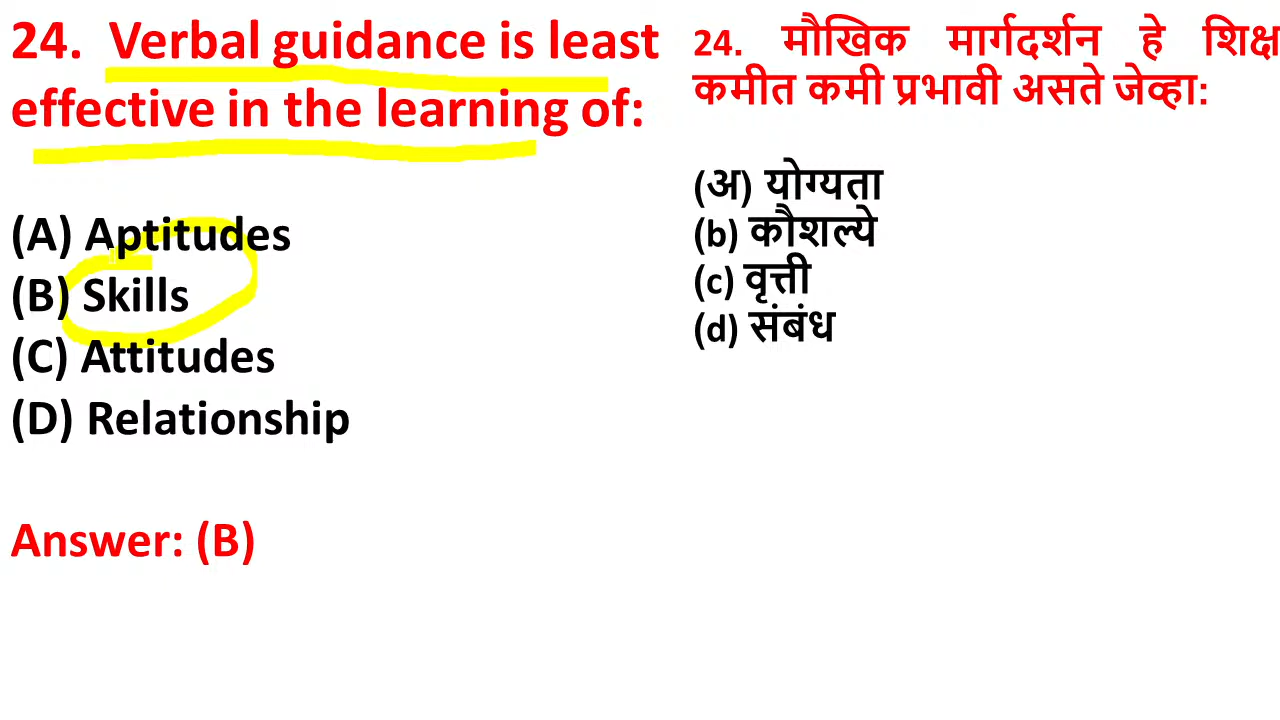 24. Verbal guidance is least
effective in the learning of:
(A) Aptitudes
(B) Skills
(C) Attitudes
(D) Relationship
Answer: (B)
24. मौखिक मार्गदर्शन हे शिक्ष
कमीत कमी प्रभावी असते जेव्हा:
(अ) योग्यता
(b) कौशल्ये
(c) वृत्ती
(d) संबंध